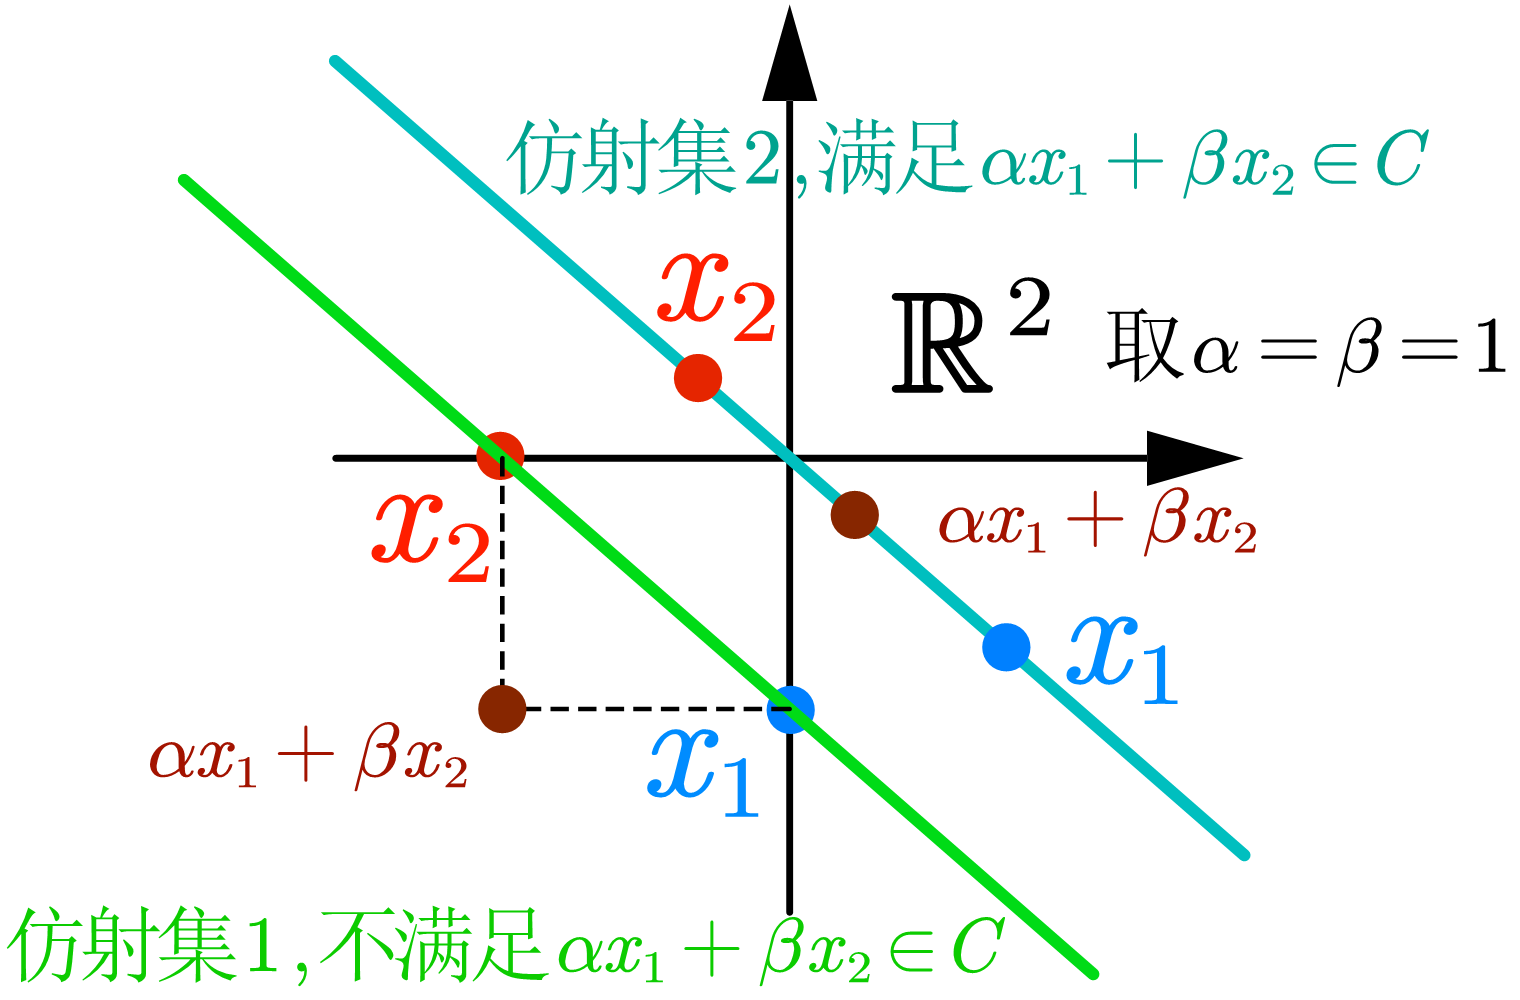 仿射集2,满足αx₁ + βx₂ ∈ C
x₂
ℝ² 取α = β = 1
x₂
αx₁ + βx₂
x₁
αx₁ + βx₂
x₁
仿射集1,不满足αx₁ + βx₂ ∈ C